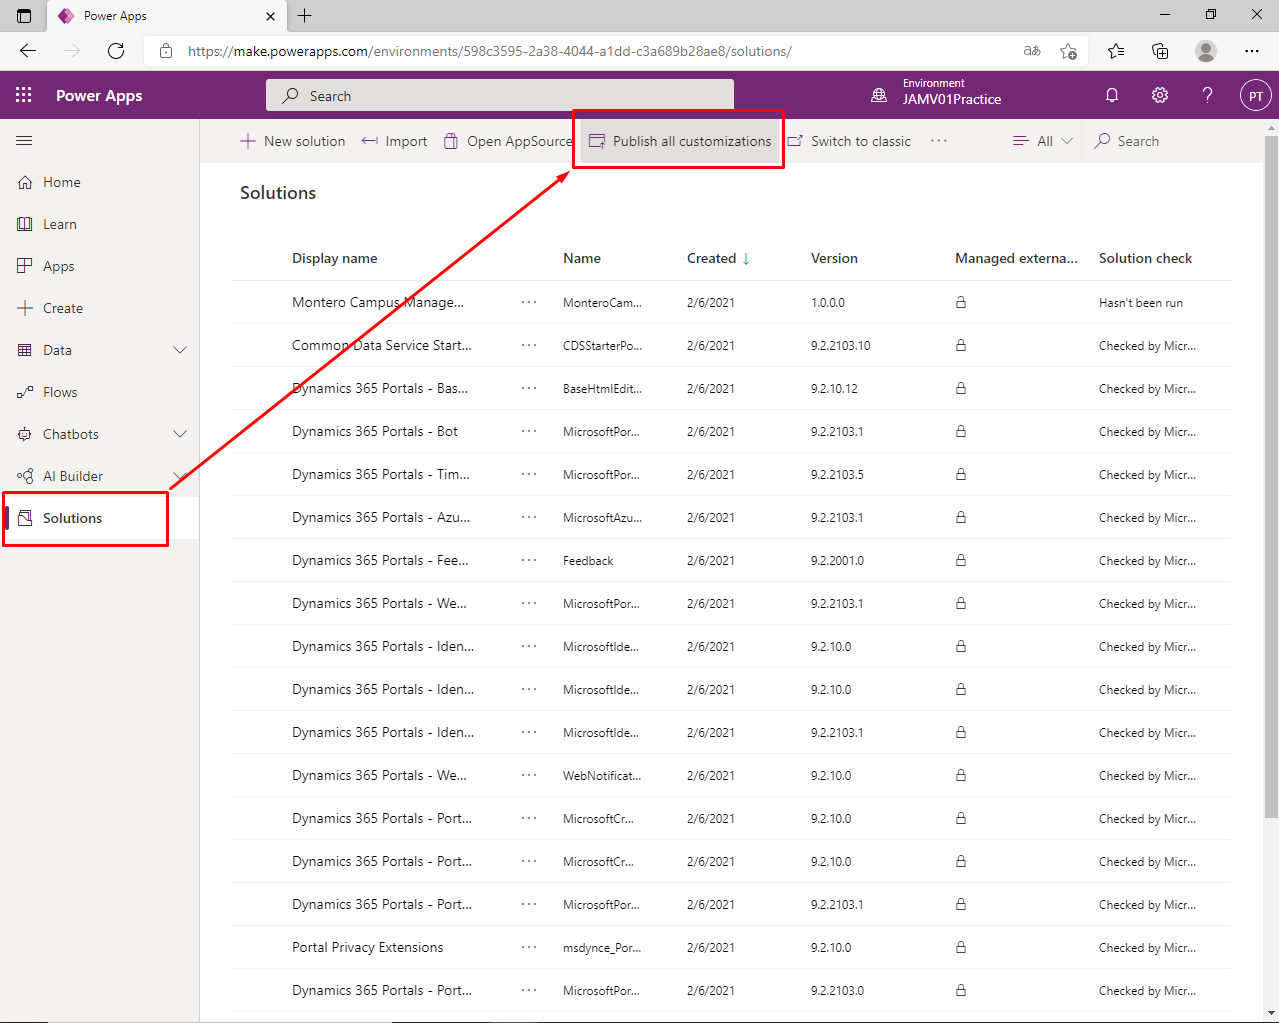 Power Apps
https://make.powerapps.com/environments/598c3595-2a38-4044-a1dd-c3a689b28ae8/solutions/
Power Apps
Search
Environment
JAMV01Practice
PT
New solution Import Open AppSource Publish all customizations Switch to classic ··· All Search
Home
Learn
Apps
Create
Data
Flows
Chatbots
AI Builder
Solutions
Solutions
Display name Name Created ↓ Version Managed externa... Solution check
Montero Campus Manage... ··· MonteroCam... 2/6/2021 1.0.0.0 Hasn't been run
Common Data Service Start... ··· CDSStarterPo... 2/6/2021 9.2.2103.10 Checked by Micr...
Dynamics 365 Portals - Bas... ··· BaseHtmlEdit... 2/6/2021 9.2.10.12 Checked by Micr...
Dynamics 365 Portals - Bot ··· MicrosoftPor... 2/6/2021 9.2.2103.1 Checked by Micr...
Dynamics 365 Portals - Tim... ··· MicrosoftPor... 2/6/2021 9.2.2103.5 Checked by Micr...
Dynamics 365 Portals - Azu... ··· MicrosoftAzu... 2/6/2021 9.2.2103.1 Checked by Micr...
Dynamics 365 Portals - Fee... ··· Feedback 2/6/2021 9.2.2001.0 Checked by Micr...
Dynamics 365 Portals - We... ··· MicrosoftPor... 2/6/2021 9.2.2103.1 Checked by Micr...
Dynamics 365 Portals - Iden... ··· MicrosoftIde... 2/6/2021 9.2.10.0 Checked by Micr...
Dynamics 365 Portals - Iden... ··· MicrosoftIde... 2/6/2021 9.2.10.0 Checked by Micr...
Dynamics 365 Portals - Iden... ··· MicrosoftIde... 2/6/2021 9.2.2103.1 Checked by Micr...
Dynamics 365 Portals - We... ··· WebNotificat... 2/6/2021 9.2.10.0 Checked by Micr...
Dynamics 365 Portals - Port... ··· MicrosoftCr... 2/6/2021 9.2.10.0 Checked by Micr...
Dynamics 365 Portals - Port... ··· MicrosoftCr... 2/6/2021 9.2.10.0 Checked by Micr...
Dynamics 365 Portals - Port... ··· MicrosoftPor... 2/6/2021 9.2.2103.1 Checked by Micr...
Portal Privacy Extensions ··· msdynce_Por... 2/6/2021 9.2.10.0 Checked by Micr...
Dynamics 365 Portals - Port... ··· MicrosoftPor... 2/6/2021 9.2.2103.0 Checked by Micr...